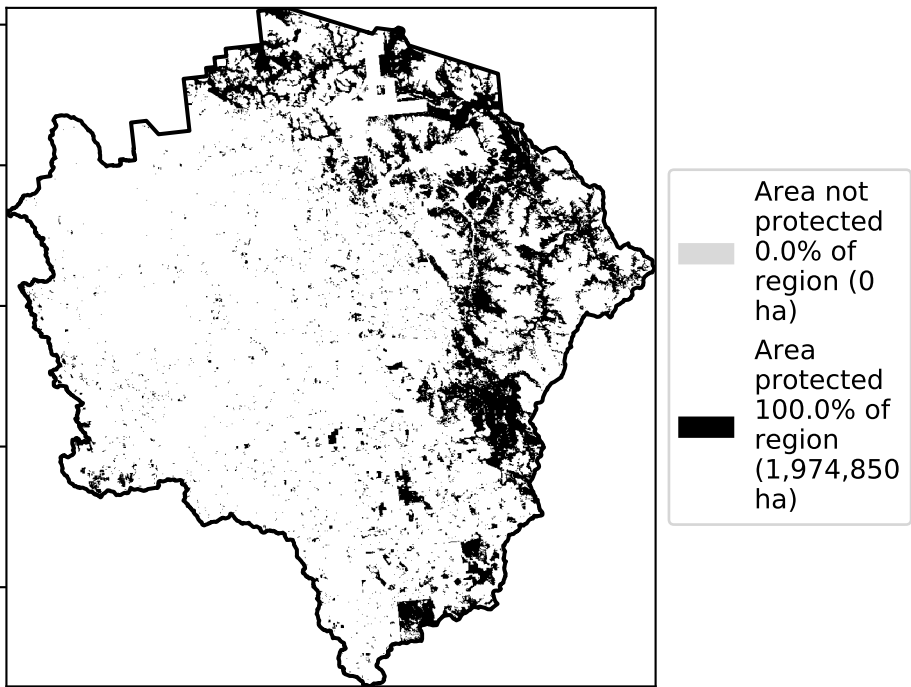 Area not
protected
0.0% of
region (0
ha)
Area
protected
100.0% of
region
(1,974,850
ha)